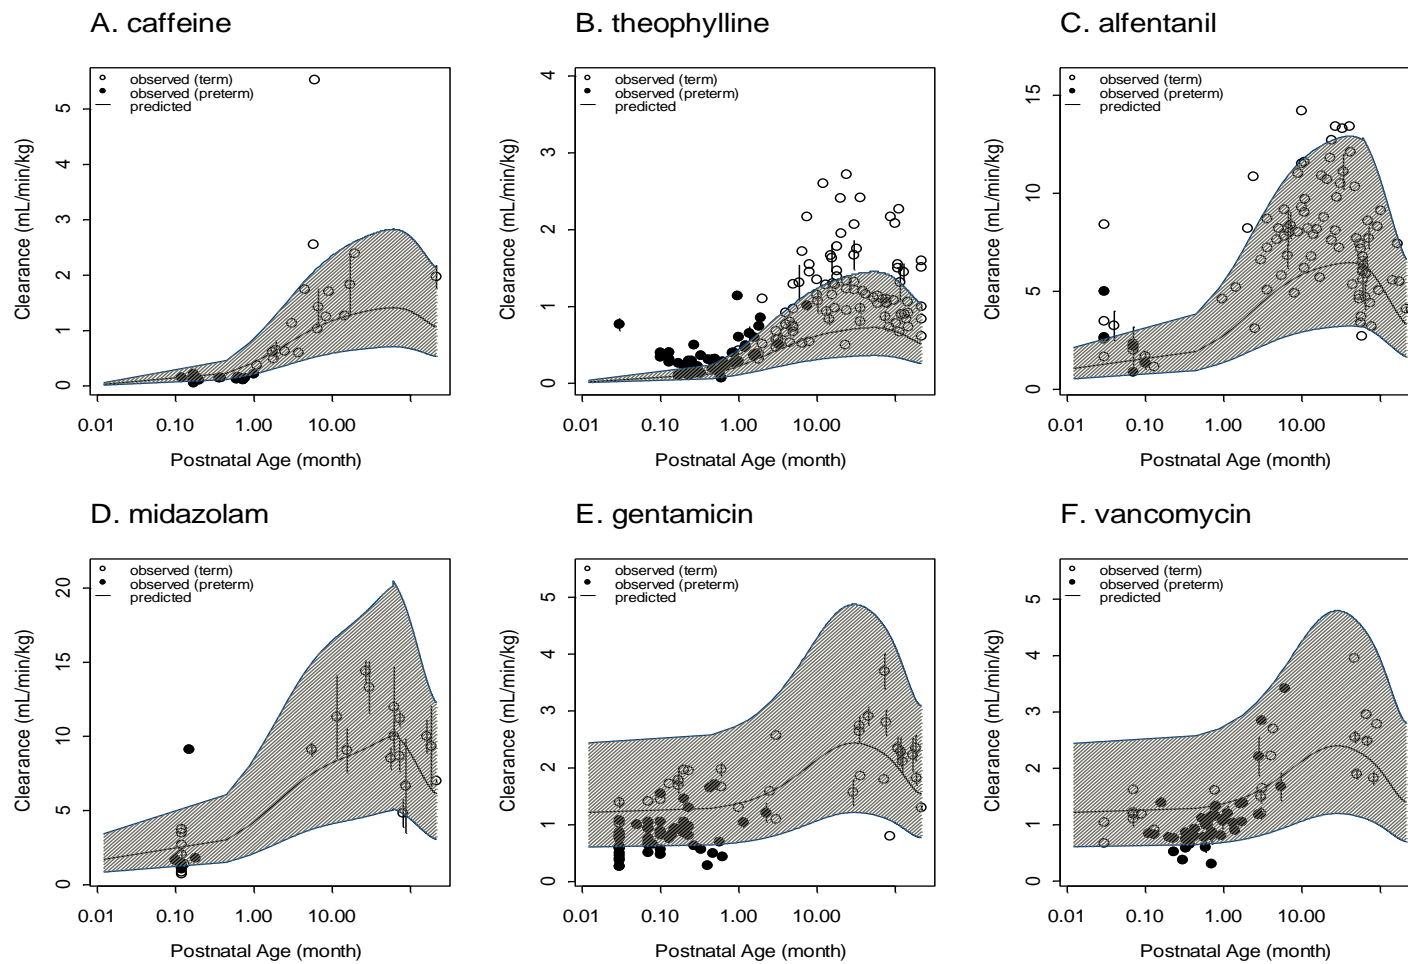 A. caffeine
observed (term)
observed (preterm)
predicted
Clearance (mL/min/kg)
5
4
3
2
1
0
0.01 0.10 1.00 10.00
Postnatal Age (month)
B. theophylline
observed (term)
observed (preterm)
predicted
Clearance (mL/min/kg)
4
3
2
1
0
0.01 0.10 1.00 10.00
Postnatal Age (month)
C. alfentanil
observed (term)
observed (preterm)
predicted
Clearance (mL/min/kg)
15
10
5
0
0.01 0.10 1.00 10.00
Postnatal Age (month)
D. midazolam
observed (term)
observed (preterm)
predicted
Clearance (mL/min/kg)
20
15
10
5
0
0.01 0.10 1.00 10.00
Postnatal Age (month)
E. gentamicin
observed (term)
observed (preterm)
predicted
Clearance (mL/min/kg)
5
4
3
2
1
0
0.01 0.10 1.00 10.00
Postnatal Age (month)
F. vancomycin
observed (term)
observed (preterm)
predicted
Clearance (mL/min/kg)
5
4
3
2
1
0
0.01 0.10 1.00 10.00
Postnatal Age (month)